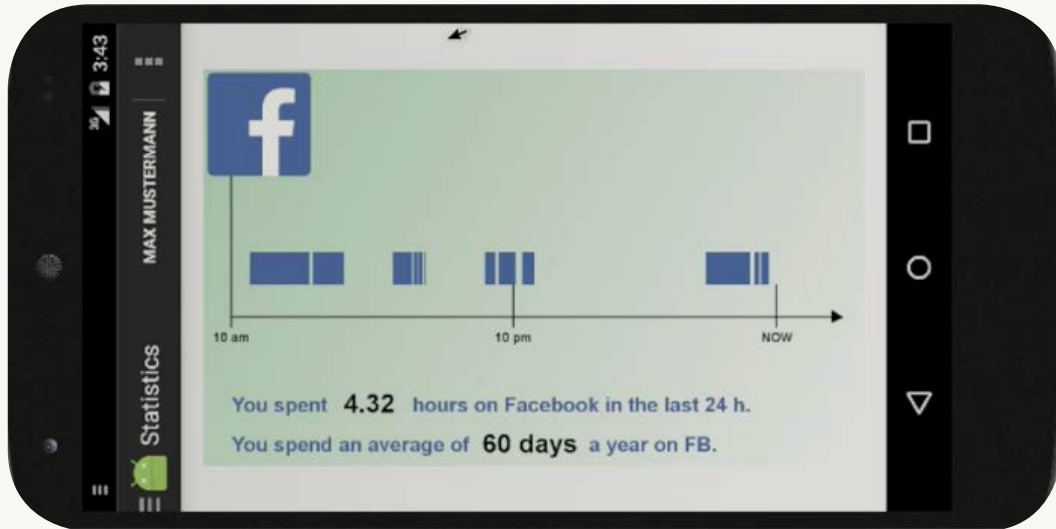 3G 3:43
Statistics MAX MUSTERMANN
f
10 am 10 pm NOW
You spent 4.32 hours on Facebook in the last 24 h.
You spend an average of 60 days a year on FB.